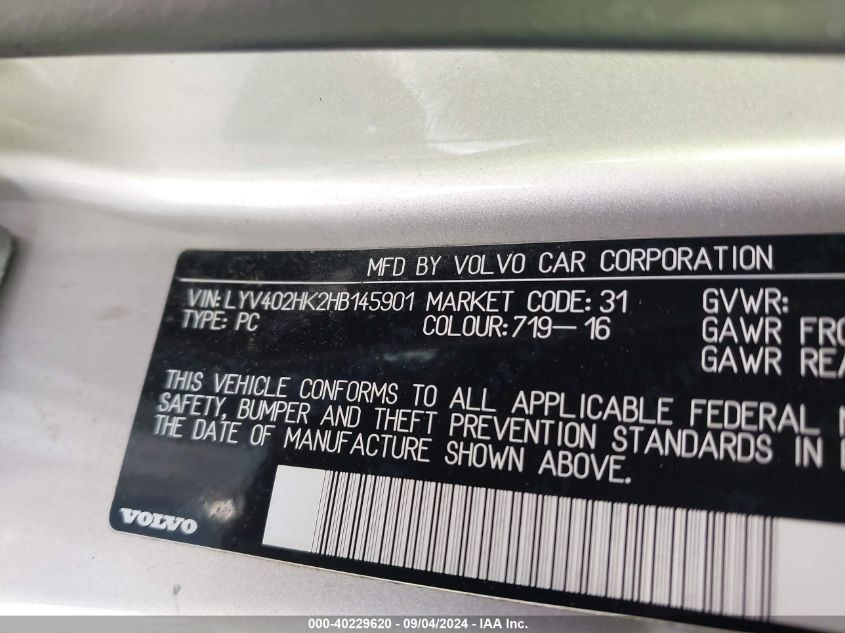 MFD BY VOLVO CAR CORPORATION
VIN: LYV402HK2HB145901 MARKET CODE: 31 GVWR:
TYPE: PC COLOUR: 719—16 GAWR FRO
GAWR REA
THIS VEHICLE CONFORMS TO ALL APPLICABLE FEDERAL M
SAFETY, BUMPER AND THEFT PREVENTION STANDARDS IN E
THE DATE OF MANUFACTURE SHOWN ABOVE.
VOLVO
000-40229620 - 09/04/2024 - IAA Inc.